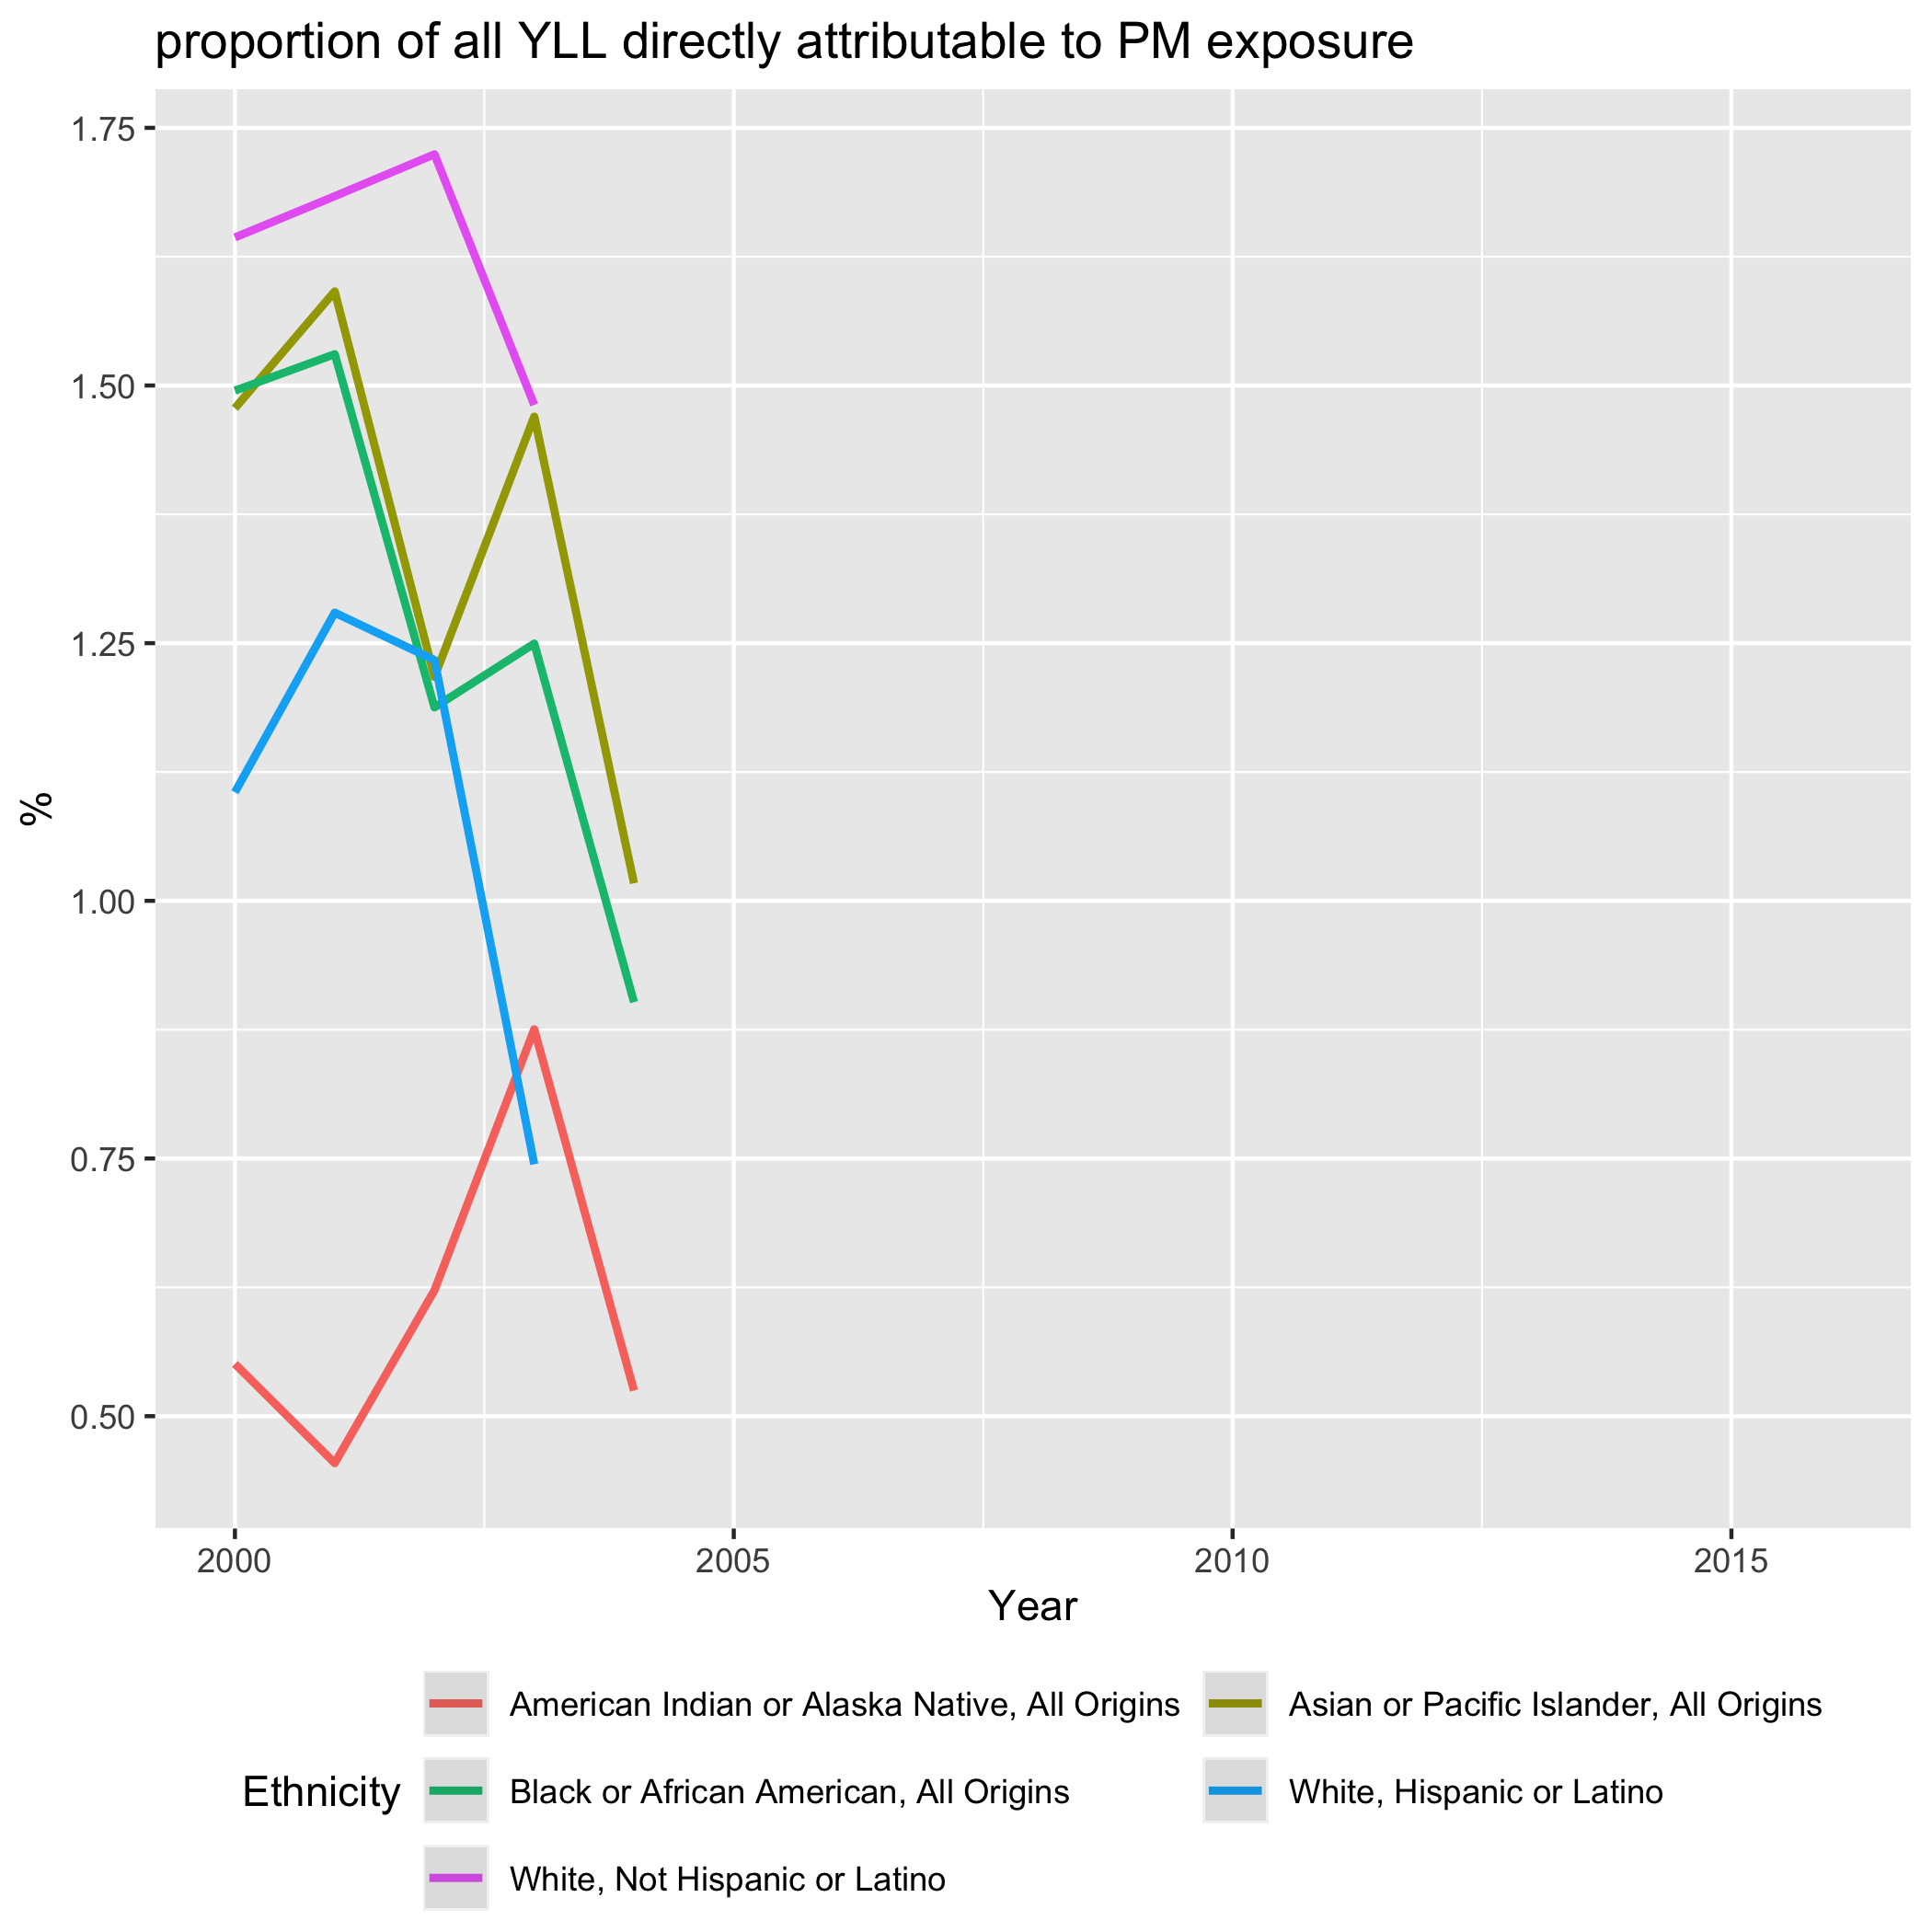 proportion of all YLL directly attributable to PM exposure
1.75
1.50
1.25
1.00
0.75
0.50
%
2000 2005 2010 2015
Year
Ethnicity
American Indian or Alaska Native, All Origins
Asian or Pacific Islander, All Origins
Black or African American, All Origins
White, Hispanic or Latino
White, Not Hispanic or Latino